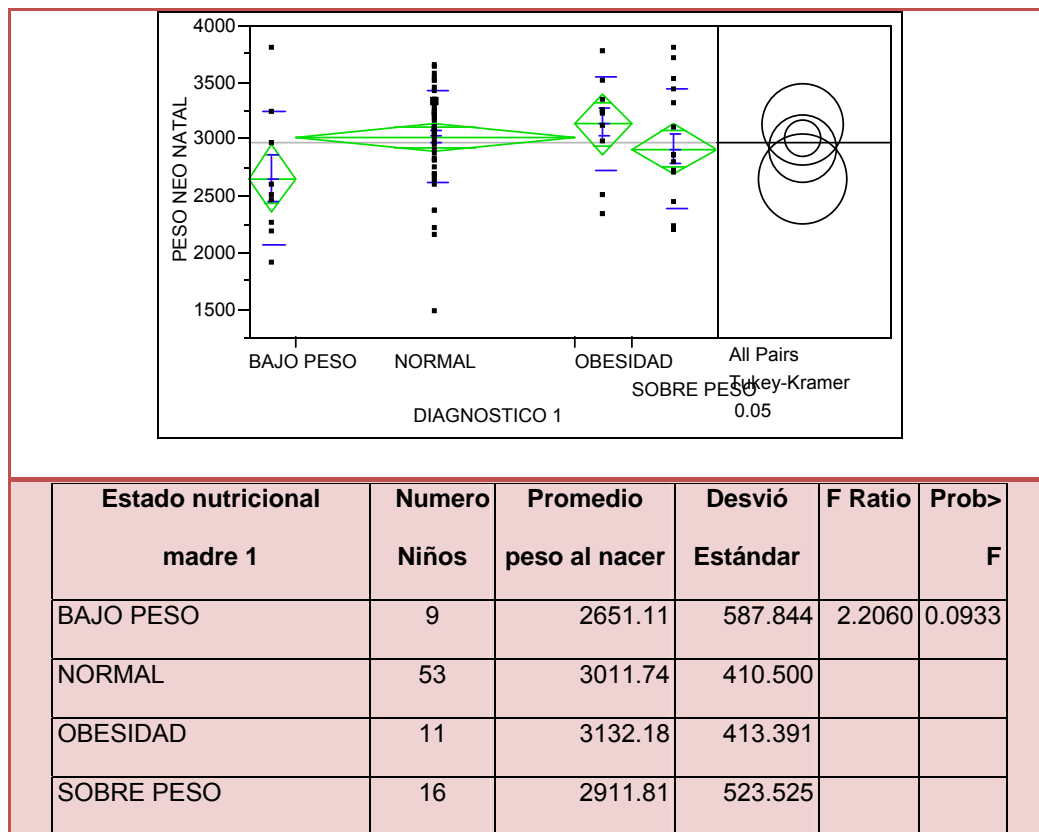 4000
3500
3000
2500
2000
1500
PESO NEO NATAL
BAJO PESO NORMAL OBESIDAD
SOBRE PESO
DIAGNOSTICO 1
All Pairs
Tukey-Kramer
0.05
Estado nutricional Numero Promedio Desvió F Ratio Prob>
madre 1 Niños peso al nacer Estándar F
BAJO PESO 9 2651.11 587.844 2.2060 0.0933
NORMAL 53 3011.74 410.500
OBESIDAD 11 3132.18 413.391
SOBRE PESO 16 2911.81 523.525